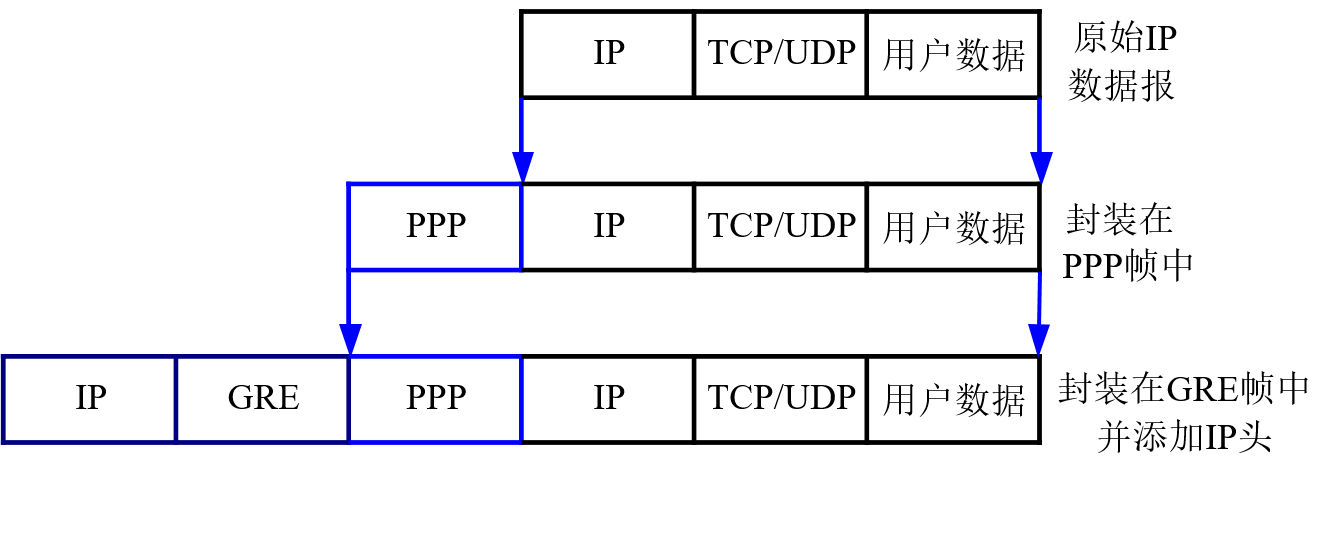 IP TCP/UDP 用户数据 原始IP
数据报
PPP IP TCP/UDP 用户数据 封装在
PPP帧中
IP GRE PPP IP TCP/UDP 用户数据 封装在GRE帧中
并添加IP头